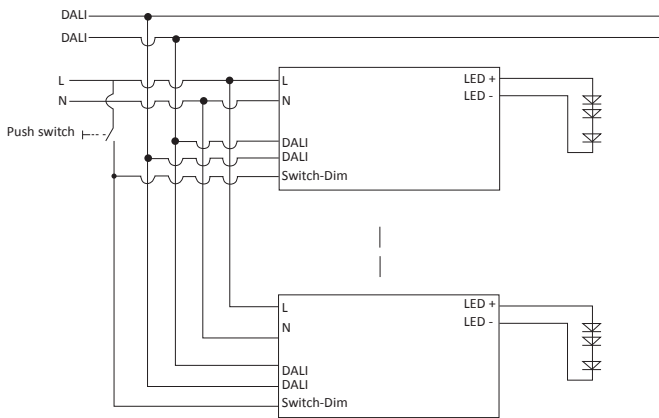 DALI
DALI
L
N
Push switch
L
N
DALI
DALI
Switch-Dim
LED +
LED -
L
N
DALI
DALI
Switch-Dim
LED +
LED -